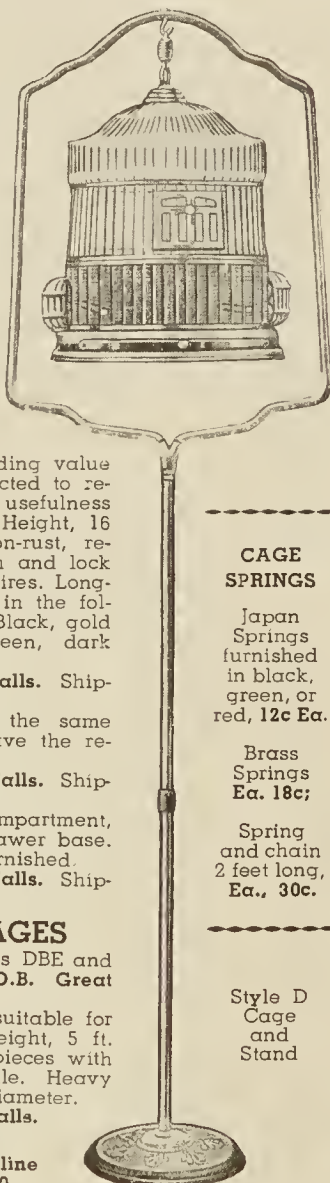 ding value
cted to re-
usefulness
Height, 16
on-rust, re-
and lock
ires. Long-
in the fol-
Black, gold
een, dark
alls. Ship-
the same
ve the re-
alls. Ship-
mpartment,
awer base.
rnished.
alls. Ship-
AGES
s DBE and
O.B. Great
suitable for
eight, 5 ft.
pieces with
le. Heavy
iameter.
alls.
line
CAGE
SPRINGS
Japan
Springs
furnished
in black,
green, or
red, 12c Ea.
Brass
Springs
Ea. 18c;
Spring
and chain
2 feet long,
Ea., 30c.
Style D
Cage
and
Stand